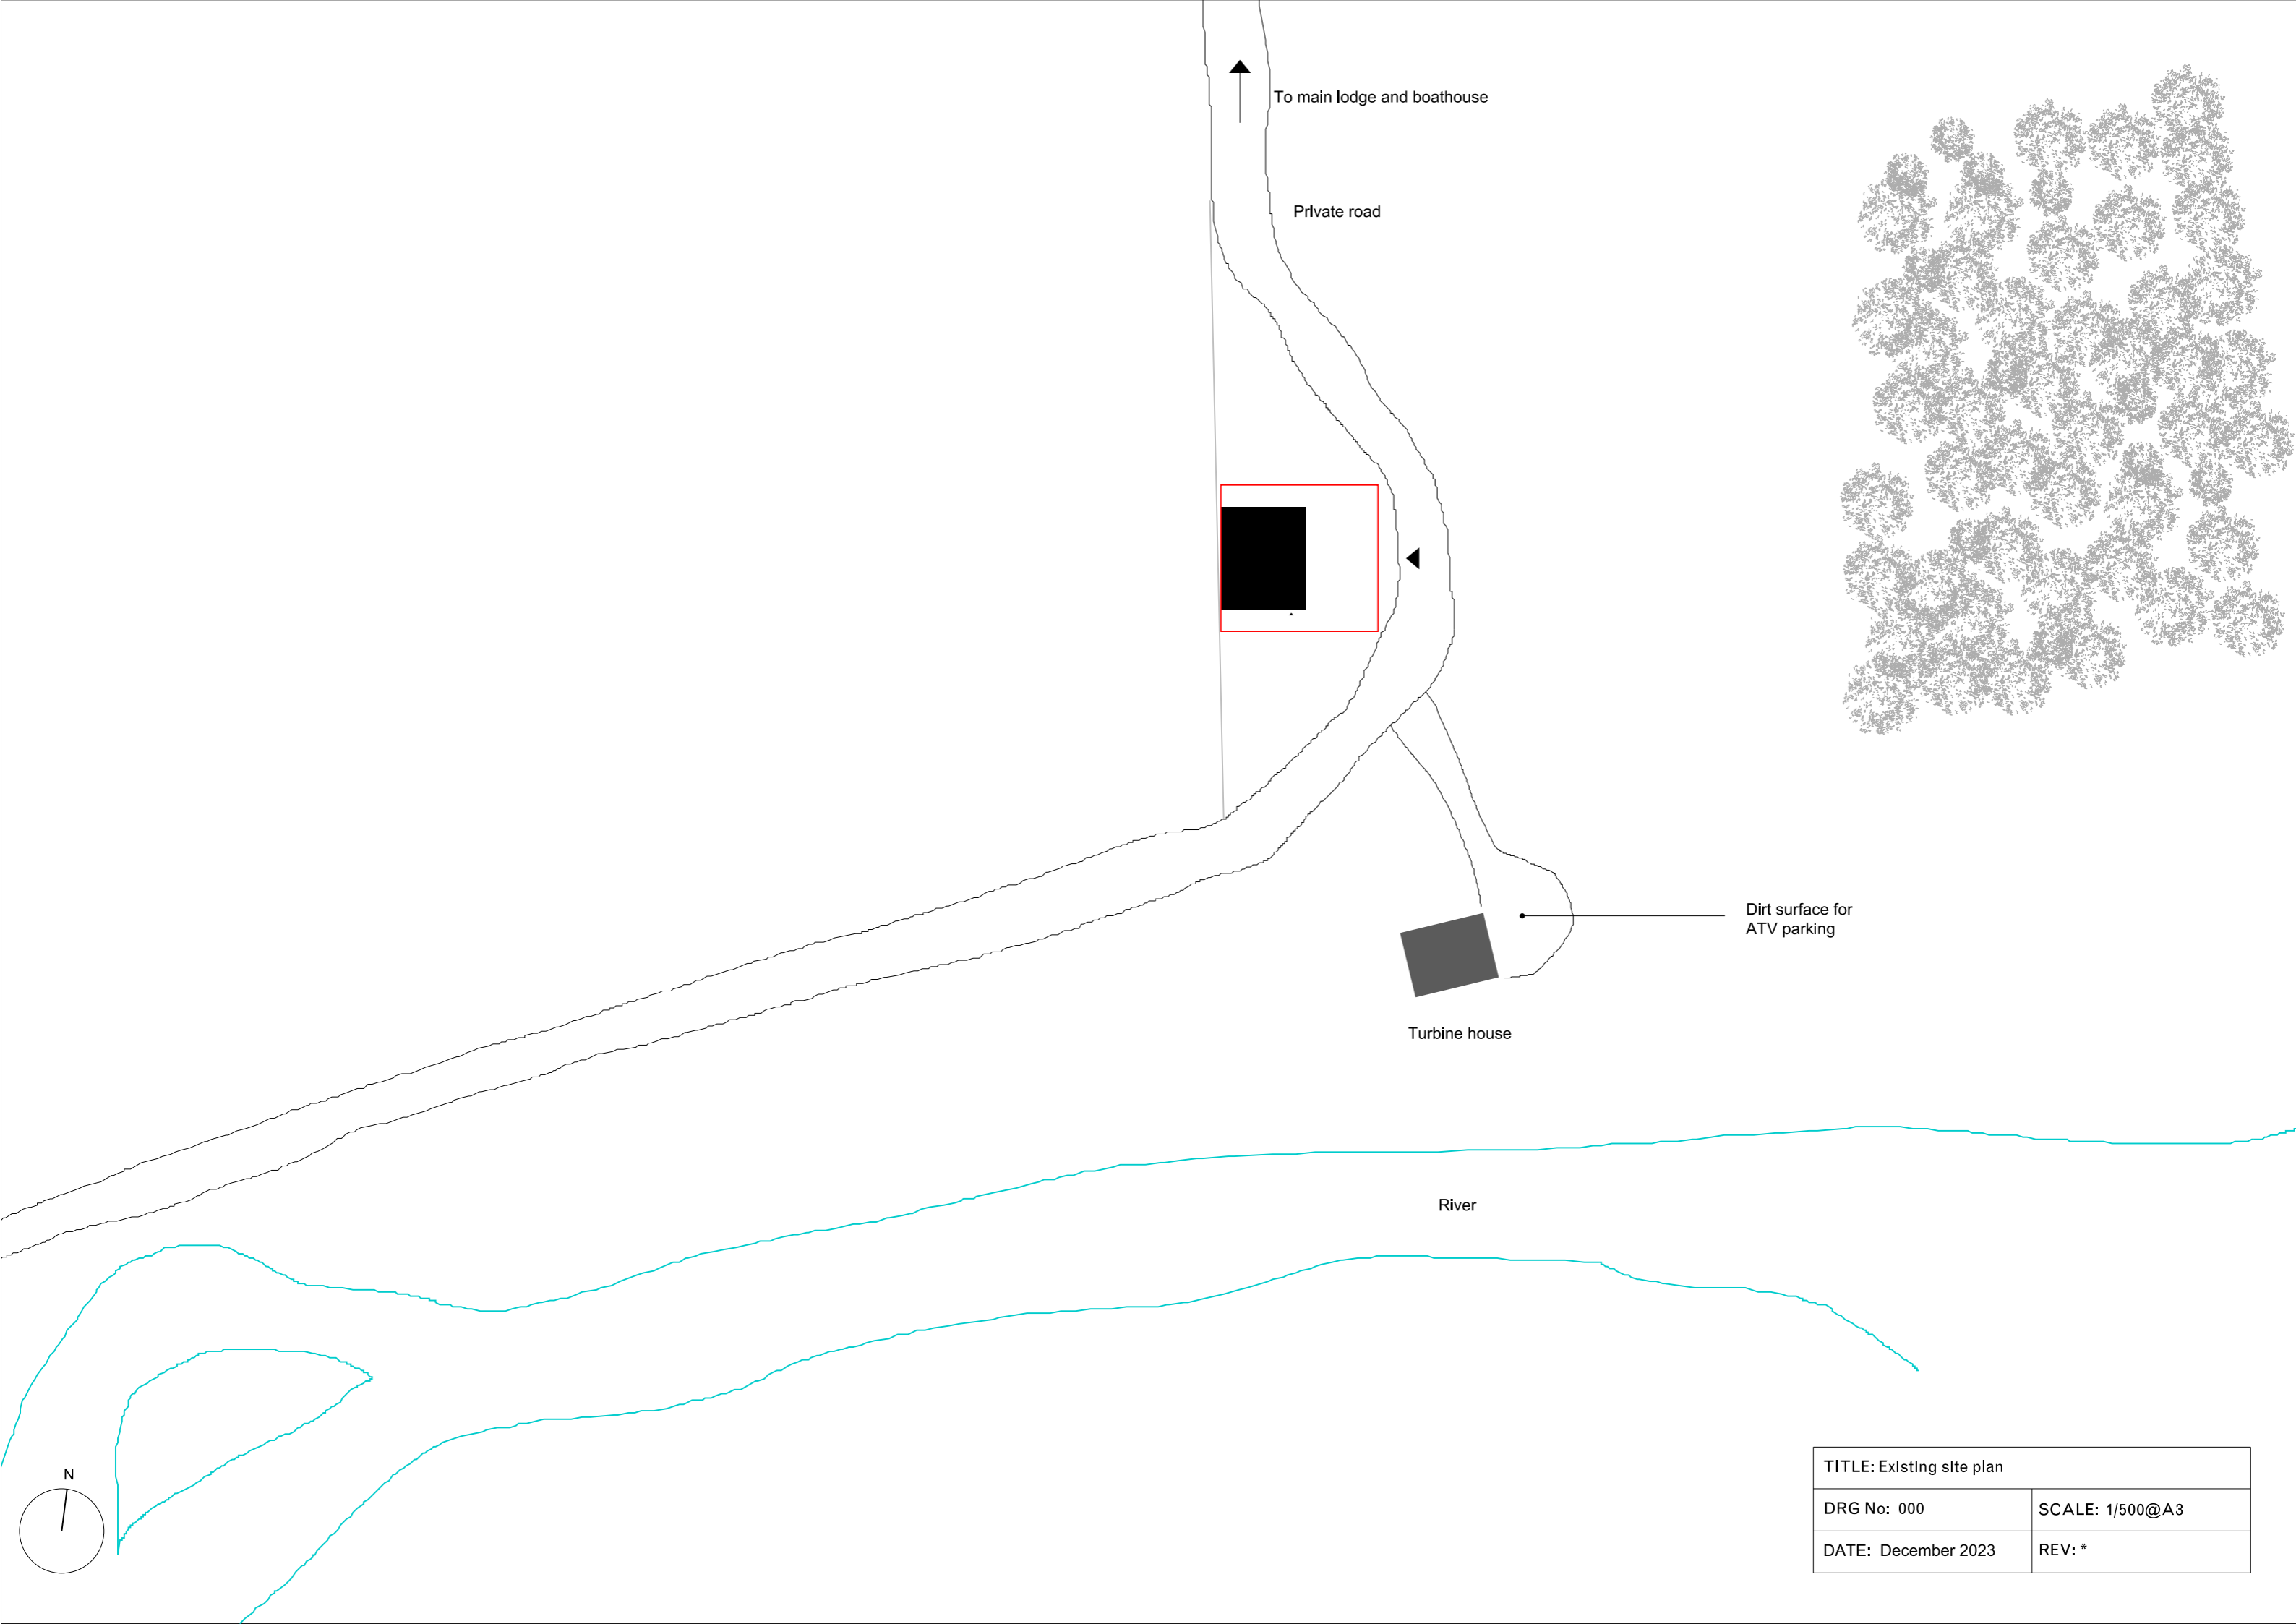 To main lodge and boathouse
Private road
Dirt surface for
ATV parking
Turbine house
River
N
TITLE: Existing site plan
DRG No: 000
SCALE: 1/500@A3
DATE: December 2023
REV: *